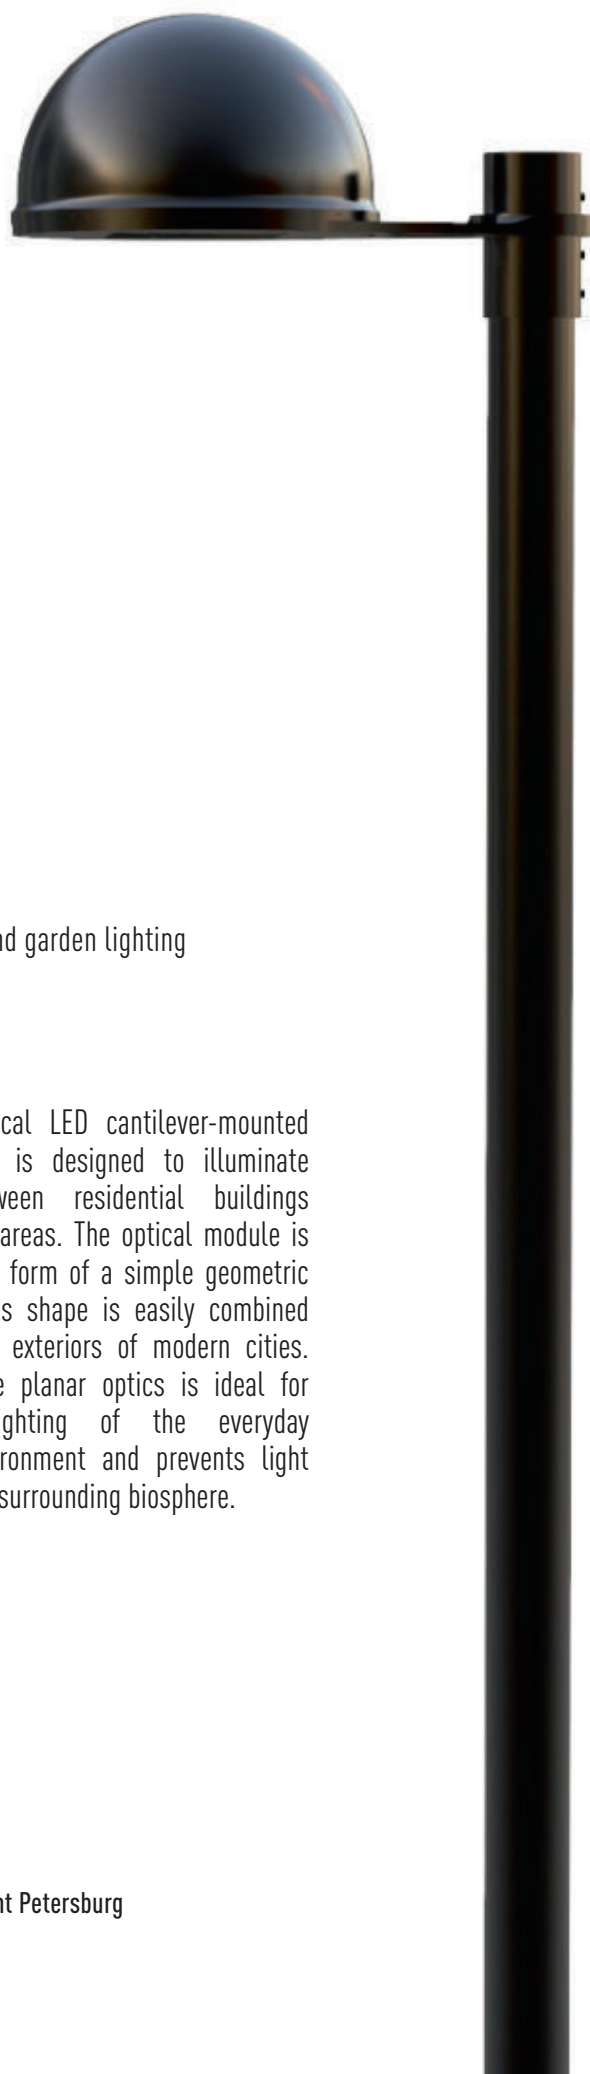 nd garden lighting
cal LED cantilever-mounted
is designed to illuminate
ween residential buildings
areas. The optical module is
form of a simple geometric
s shape is easily combined
exteriors of modern cities.
e planar optics is ideal for
ghting of the everyday
ronment and prevents light
surrounding biosphere.
nt Petersburg